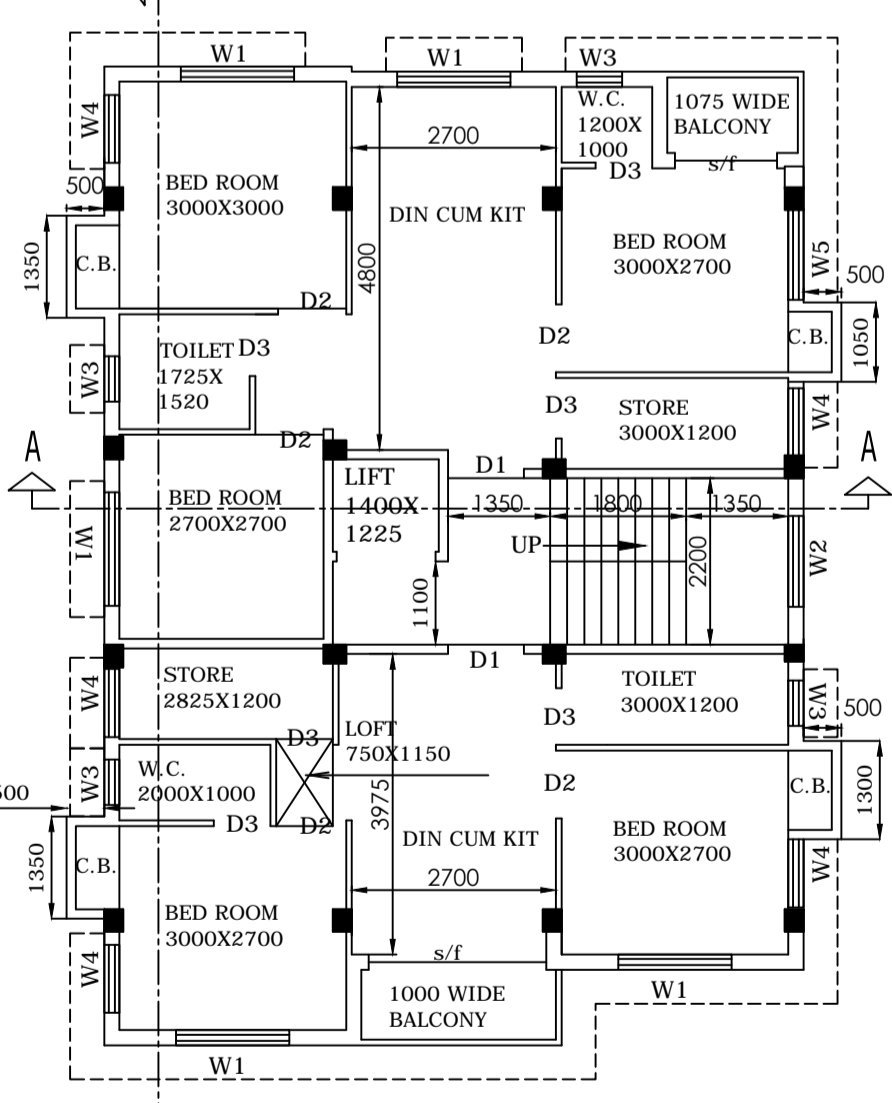 W1
W1
W3
W4
W.C.
1200X
1000
1075 WIDE
BALCONY
2700
s/f
D3
BED ROOM
3000X3000
500
DIN CUM KIT
BED ROOM
3000X2700
W5
500
1350
C.B.
4800
D2
D2
C.B.
1050
TOILET
1725X
1520
D3
W3
D3
STORE
3000X1200
W4
A
D2
D1
A
LIFT
1400X
1225
BED ROOM
2700X2700
1350
1800
1350
W1
UP
2200
W2
1100
D1
STORE
2825X1200
W4
TOILET
3000X1200
W3
500
D3
D3
LOFT
750X1150
W.C.
2000X1000
W3
D2
C.B.
1300
500
3975
D3
D2
DIN CUM KIT
BED ROOM
3000X2700
W4
1350
C.B.
2700
BED ROOM
3000X2700
W4
s/f
1000 WIDE
BALCONY
W1
W1